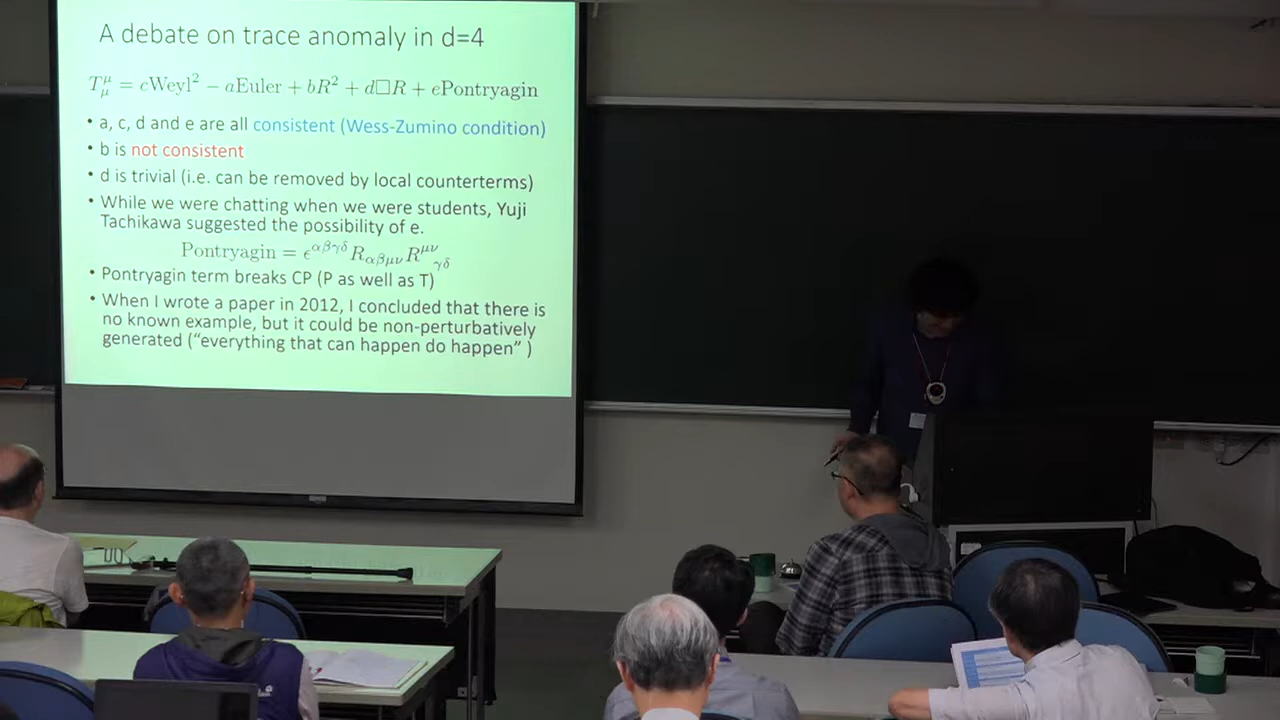 A debate on trace anomaly in d=4
T^μ_μ = cWeyl² − aEuler + bR² + d□R + ePontryagin
• a, c, d and e are all consistent (Wess-Zumino condition)
• b is not consistent
• d is trivial (i.e. can be removed by local counterterms)
• While we were chatting when we were students, Yuji
Tachikawa suggested the possibility of e.
Pontryagin = ϵ^{αβγδ} R_{αβμν} R^{μν}_{γδ}
• Pontryagin term breaks CP (P as well as T)
• When I wrote a paper in 2012, I concluded that there is
no known example, but it could be non-perturbatively
generated (“everything that can happen do happen” )